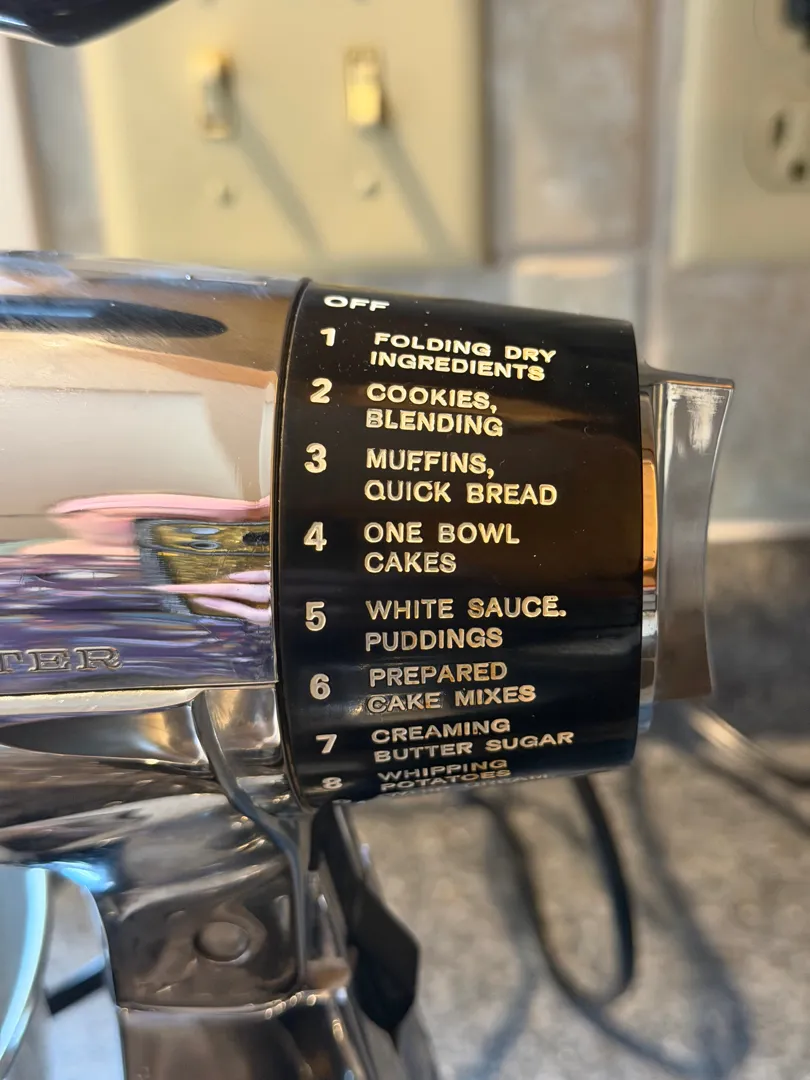 OFF
1 FOLDING DRY
INGREDIENTS
2 COOKIES,
BLENDING
3 MUFFINS,
QUICK BREAD
4 ONE BOWL
CAKES
5 WHITE SAUCE.
PUDDINGS
6 PREPARED
CAKE MIXES
7 CREAMING
BUTTER SUGAR
8 WHIPPING
POTATOES
TER